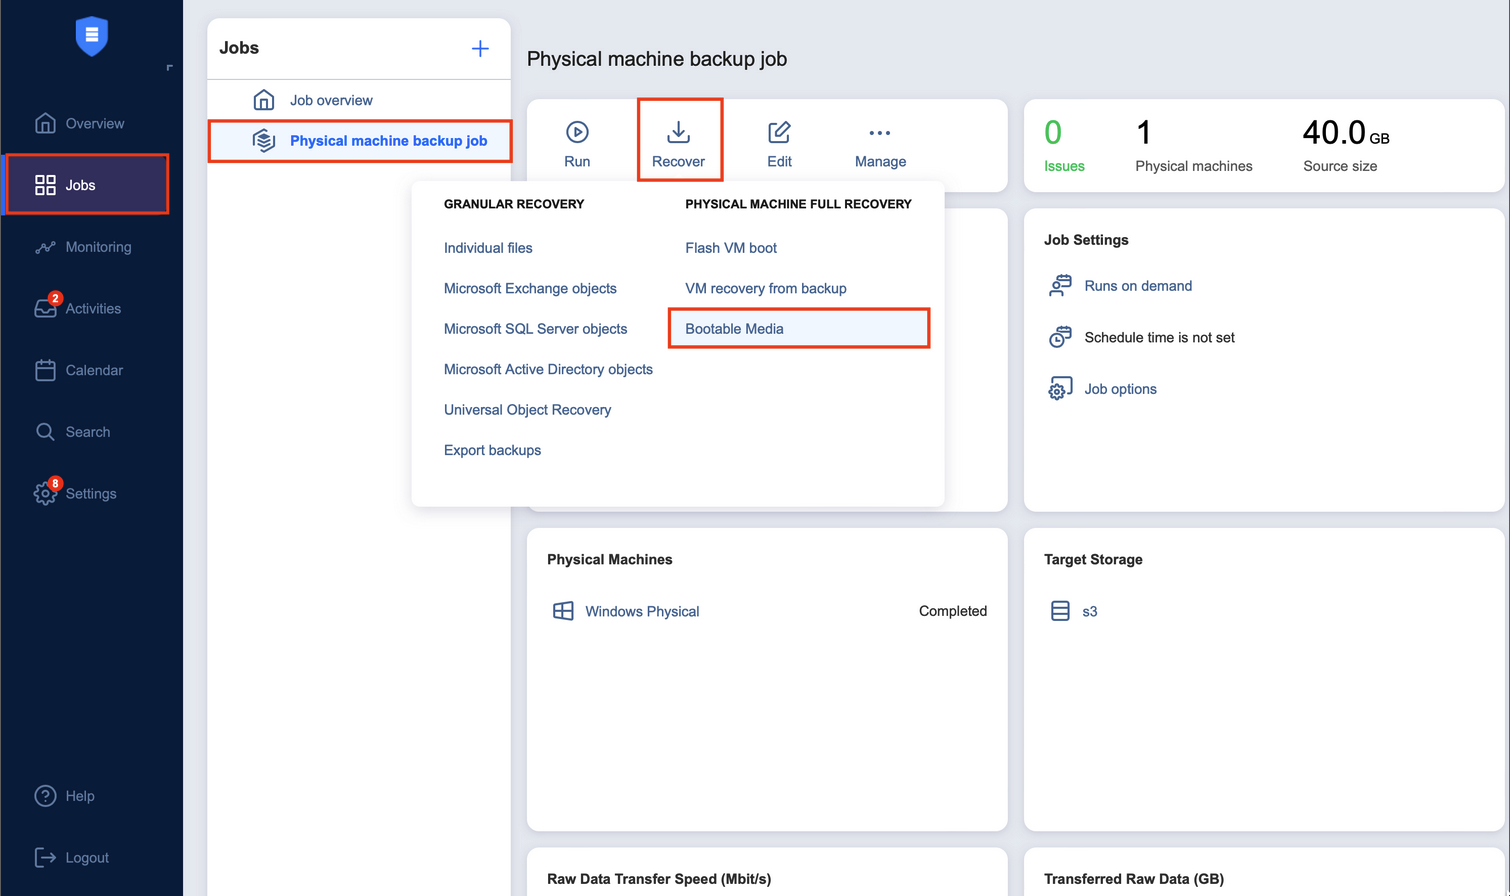 Overview
Jobs
Monitoring
2
Activities
Calendar
Search
8
Settings
Help
Logout
Jobs
+
Job overview
Physical machine backup job
Physical machine backup job
Run
Recover
Edit
Manage
GRANULAR RECOVERY
Individual files
Microsoft Exchange objects
Microsoft SQL Server objects
Microsoft Active Directory objects
Universal Object Recovery
Export backups
PHYSICAL MACHINE FULL RECOVERY
Flash VM boot
VM recovery from backup
Bootable Media
0
Issues
1
Physical machines
40.0 GB
Source size
Job Settings
Runs on demand
Schedule time is not set
Job options
Physical Machines
Windows Physical
Completed
Target Storage
s3
Raw Data Transfer Speed (Mbit/s)
Transferred Raw Data (GB)